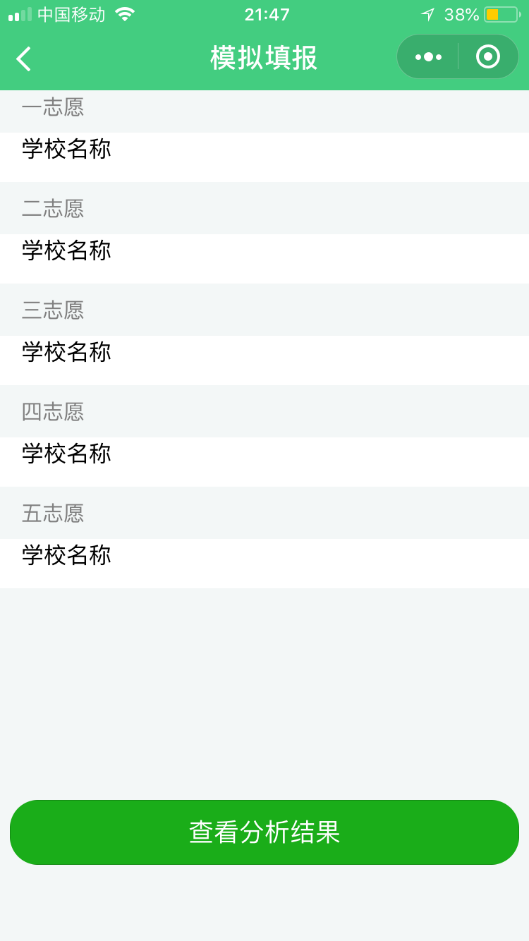 中国移动 21:47 38%
模拟填报
一志愿
学校名称
二志愿
学校名称
三志愿
学校名称
四志愿
学校名称
五志愿
学校名称
查看分析结果